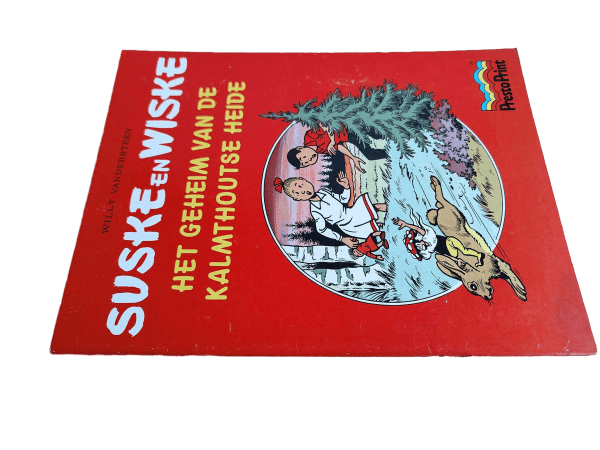 WILLY VANDERSTEEN
SUSKE EN WISKE
HET GEHEIM VAN DE
KALMTHOUTSE HEIDE
Presto Print